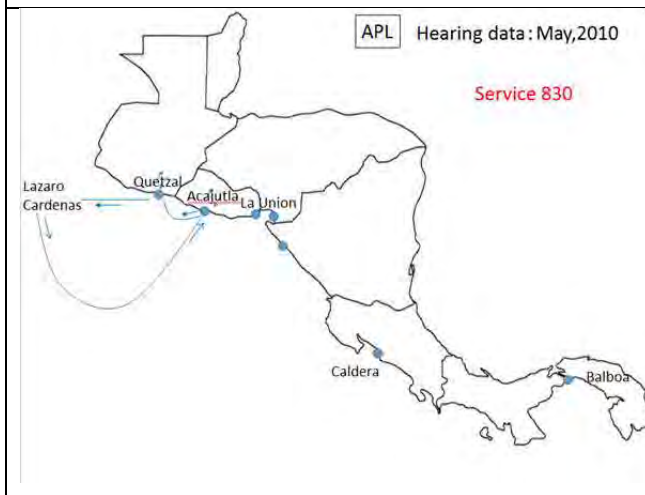 APL Hearing data : May,2010
Service 830
Quetzal
Lazaro
Cardenas
Acajutla
La Union
Caldera
Balboa